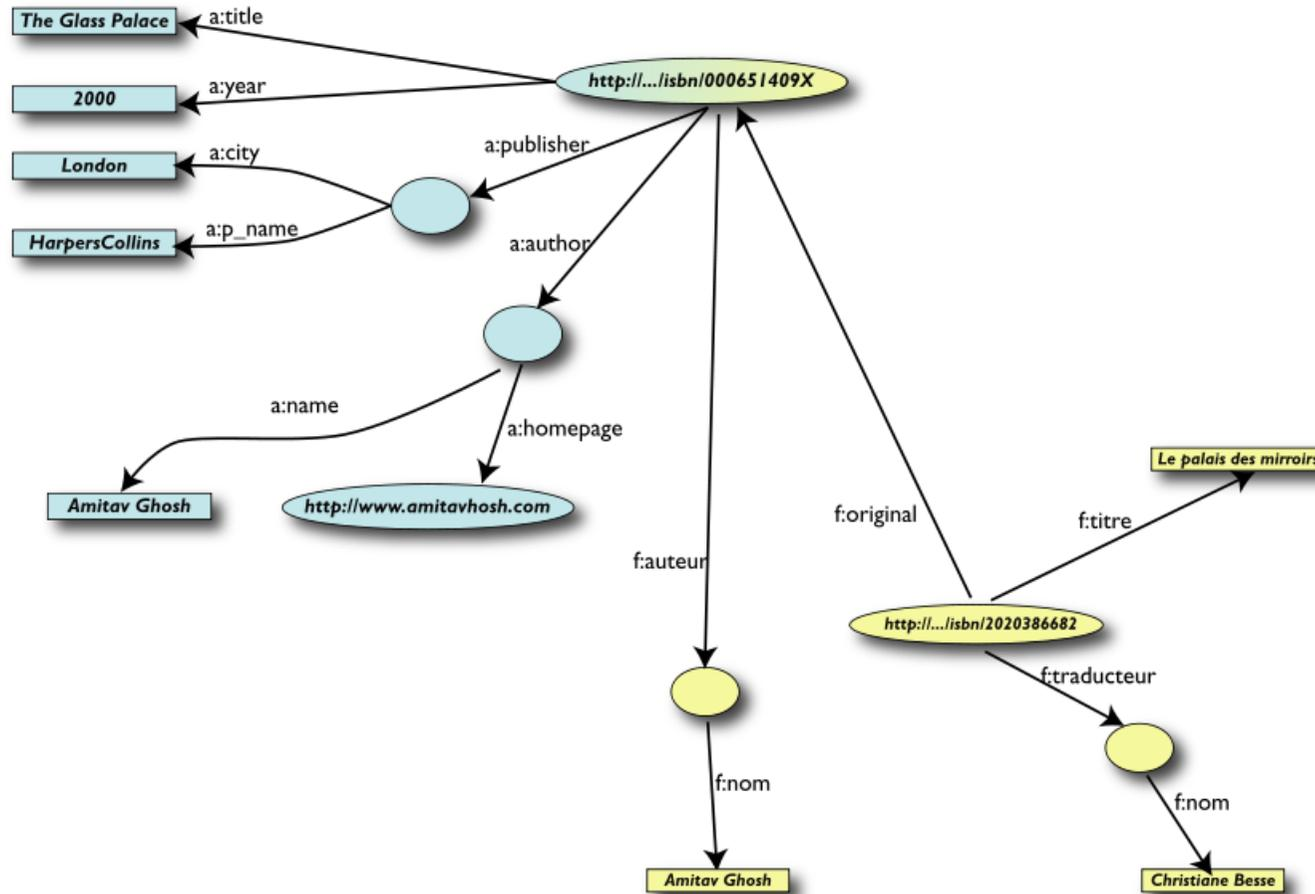 The Glass Palace
a:title
http://.../isbn/000651409X
2000
a:year
London
a:city
a:publisher
HarpersCollins
a:p_name
a:author
a:name
a:homepage
Amitav Ghosh
http://www.amitavhosh.com
Le palais des mirroirs
f:original
f:titre
f:auteur
http://.../isbn/2020386682
f:traducteur
f:nom
f:nom
Amitav Ghosh
Christiane Besse